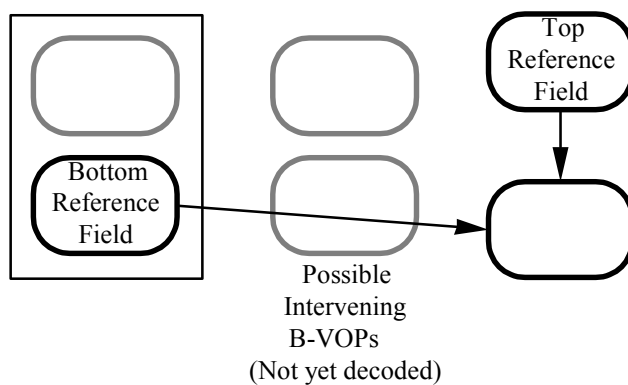 Top
Reference
Field
Bottom
Reference
Field
Possible
Intervening
B-VOPs
(Not yet decoded)